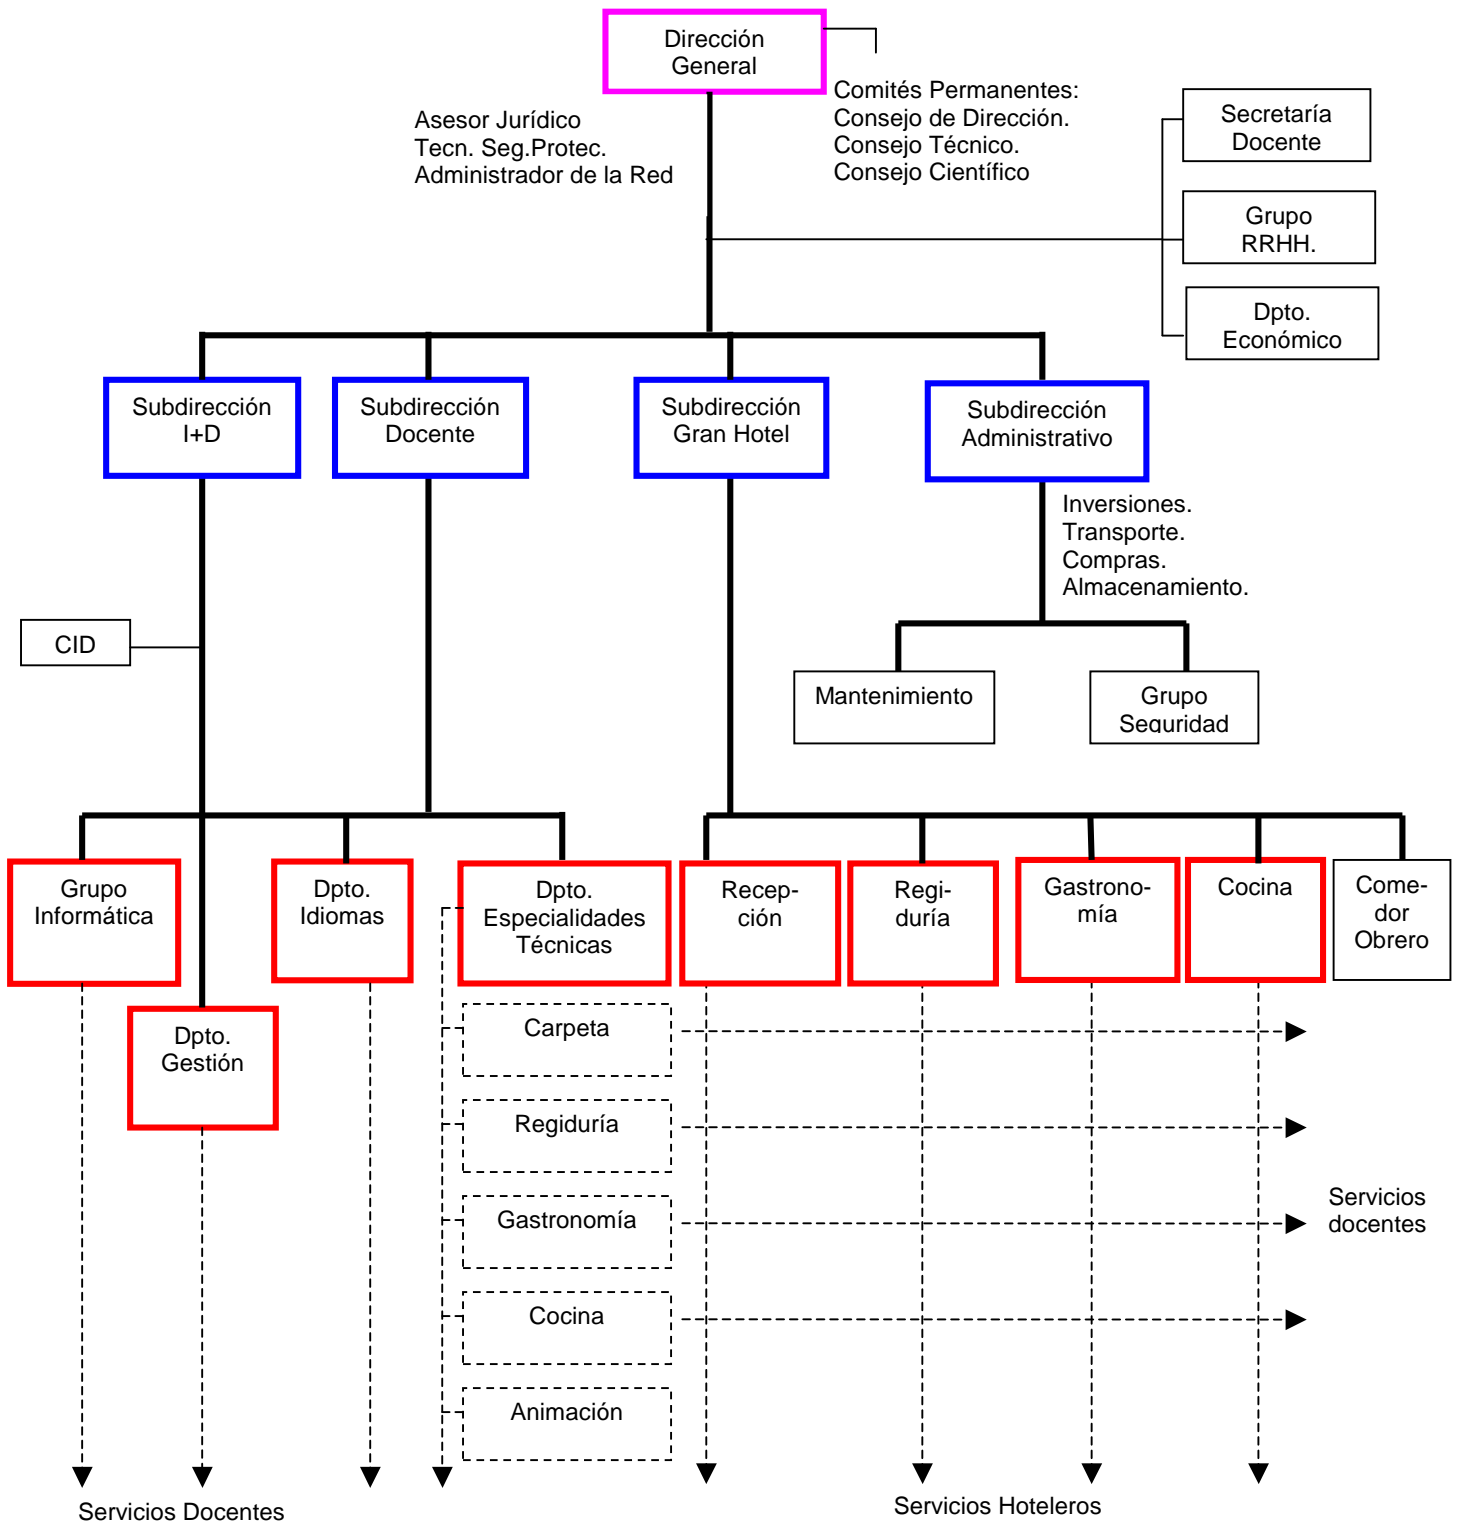 Dirección
General
Asesor Jurídico
Tecn. Seg.Protec.
Administrador de la Red
Comités Permanentes:
Consejo de Dirección.
Consejo Técnico.
Consejo Científico
Secretaría
Docente
Grupo
RRHH.
Dpto.
Económico
Subdirección
I+D
Subdirección
Docente
Subdirección
Gran Hotel
Subdirección
Administrativo
Inversiones.
Transporte.
Compras.
Almacenamiento.
CID
Mantenimiento
Grupo
Seguridad
Grupo
Informática
Dpto.
Idiomas
Dpto.
Especialidades
Técnicas
Recep-
ción
Regi-
duría
Gastrono-
mía
Cocina
Come-
dor
Obrero
Dpto.
Gestión
Carpeta
Regiduría
Gastronomía
Cocina
Animación
Servicios
docentes
Servicios Docentes
Servicios Hoteleros